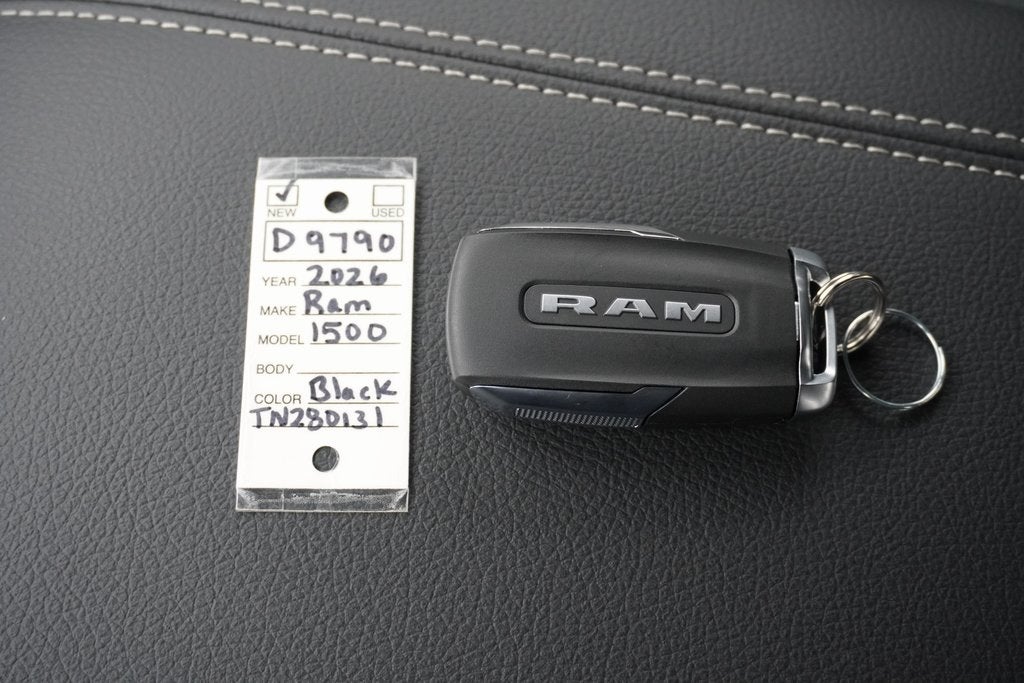 NEW USED
D9790
YEAR 2026
MAKE Ram
MODEL 1500
BODY
COLOR Black
TN280131
RAM